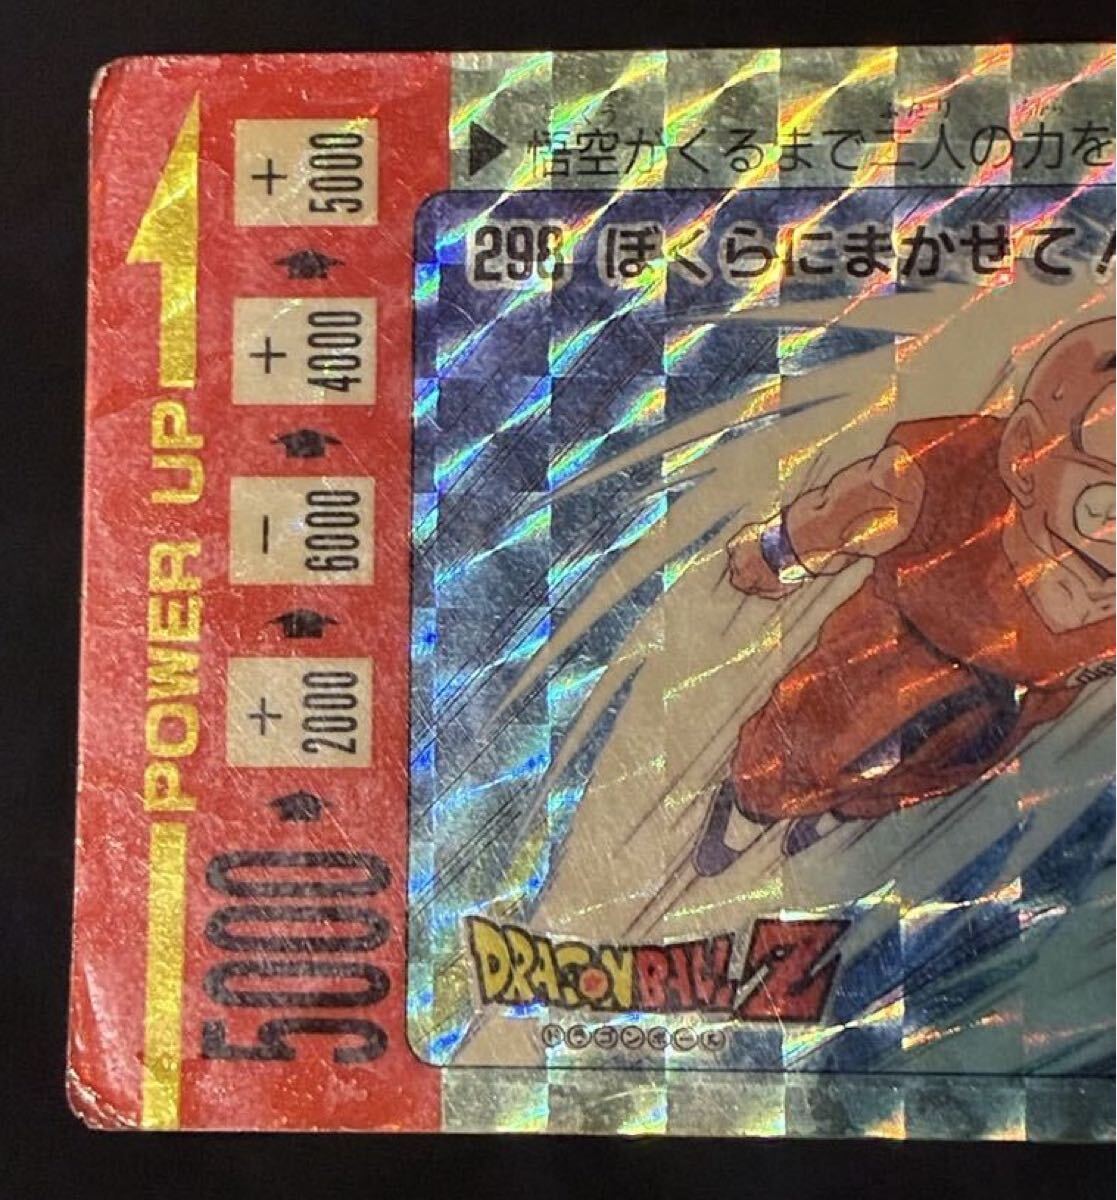 ▶悟空がくるまで二人の力を
298 ぼくらにまかせて!
POWER UP
+5000
+4000
−6000
+2000
5000
DRAGON BALL Z
ドラゴンボール